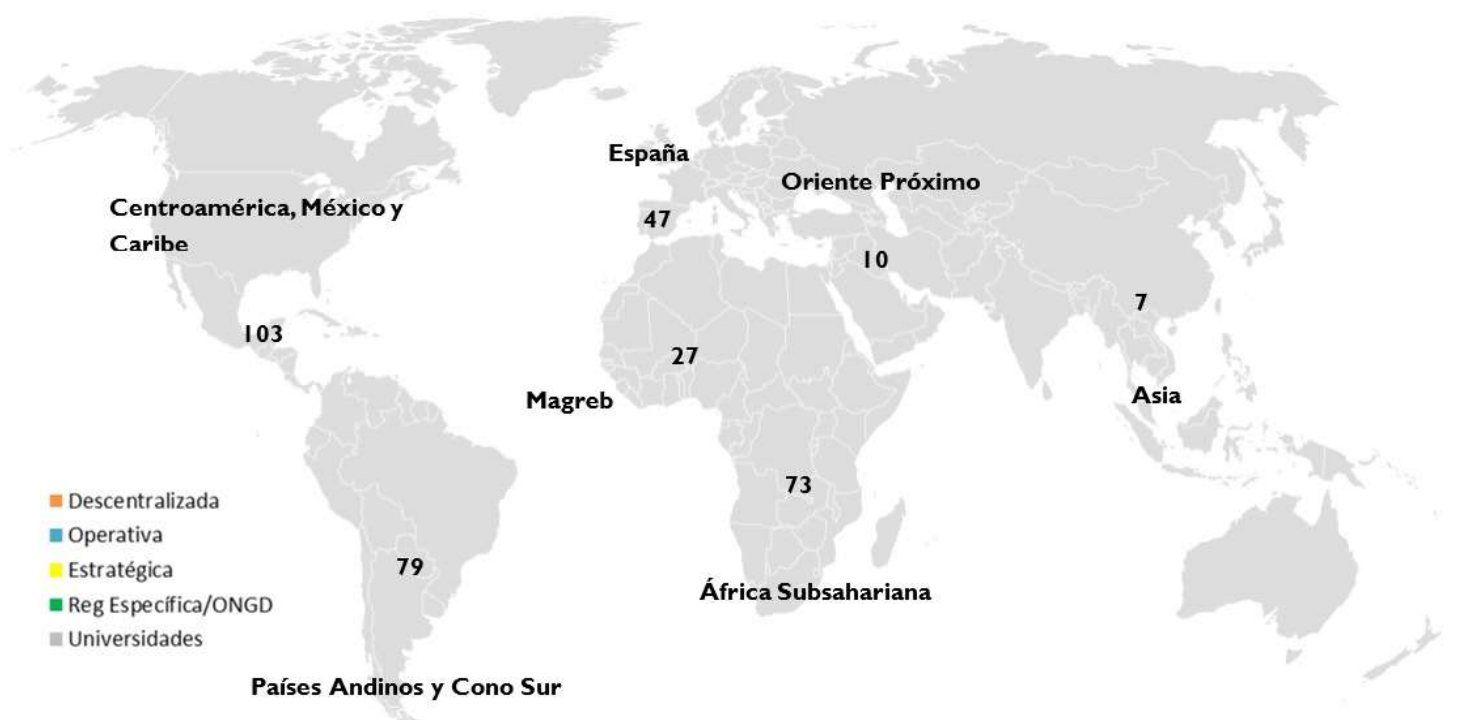 España
Oriente Próximo
Centroamérica, México y
Caribe
47
10
7
103
27
Magreb
Asia
73
África Subsahariana
79
Países Andinos y Cono Sur
Descentralizada
Operativa
Estratégica
Reg Específica/ONGD
Universidades